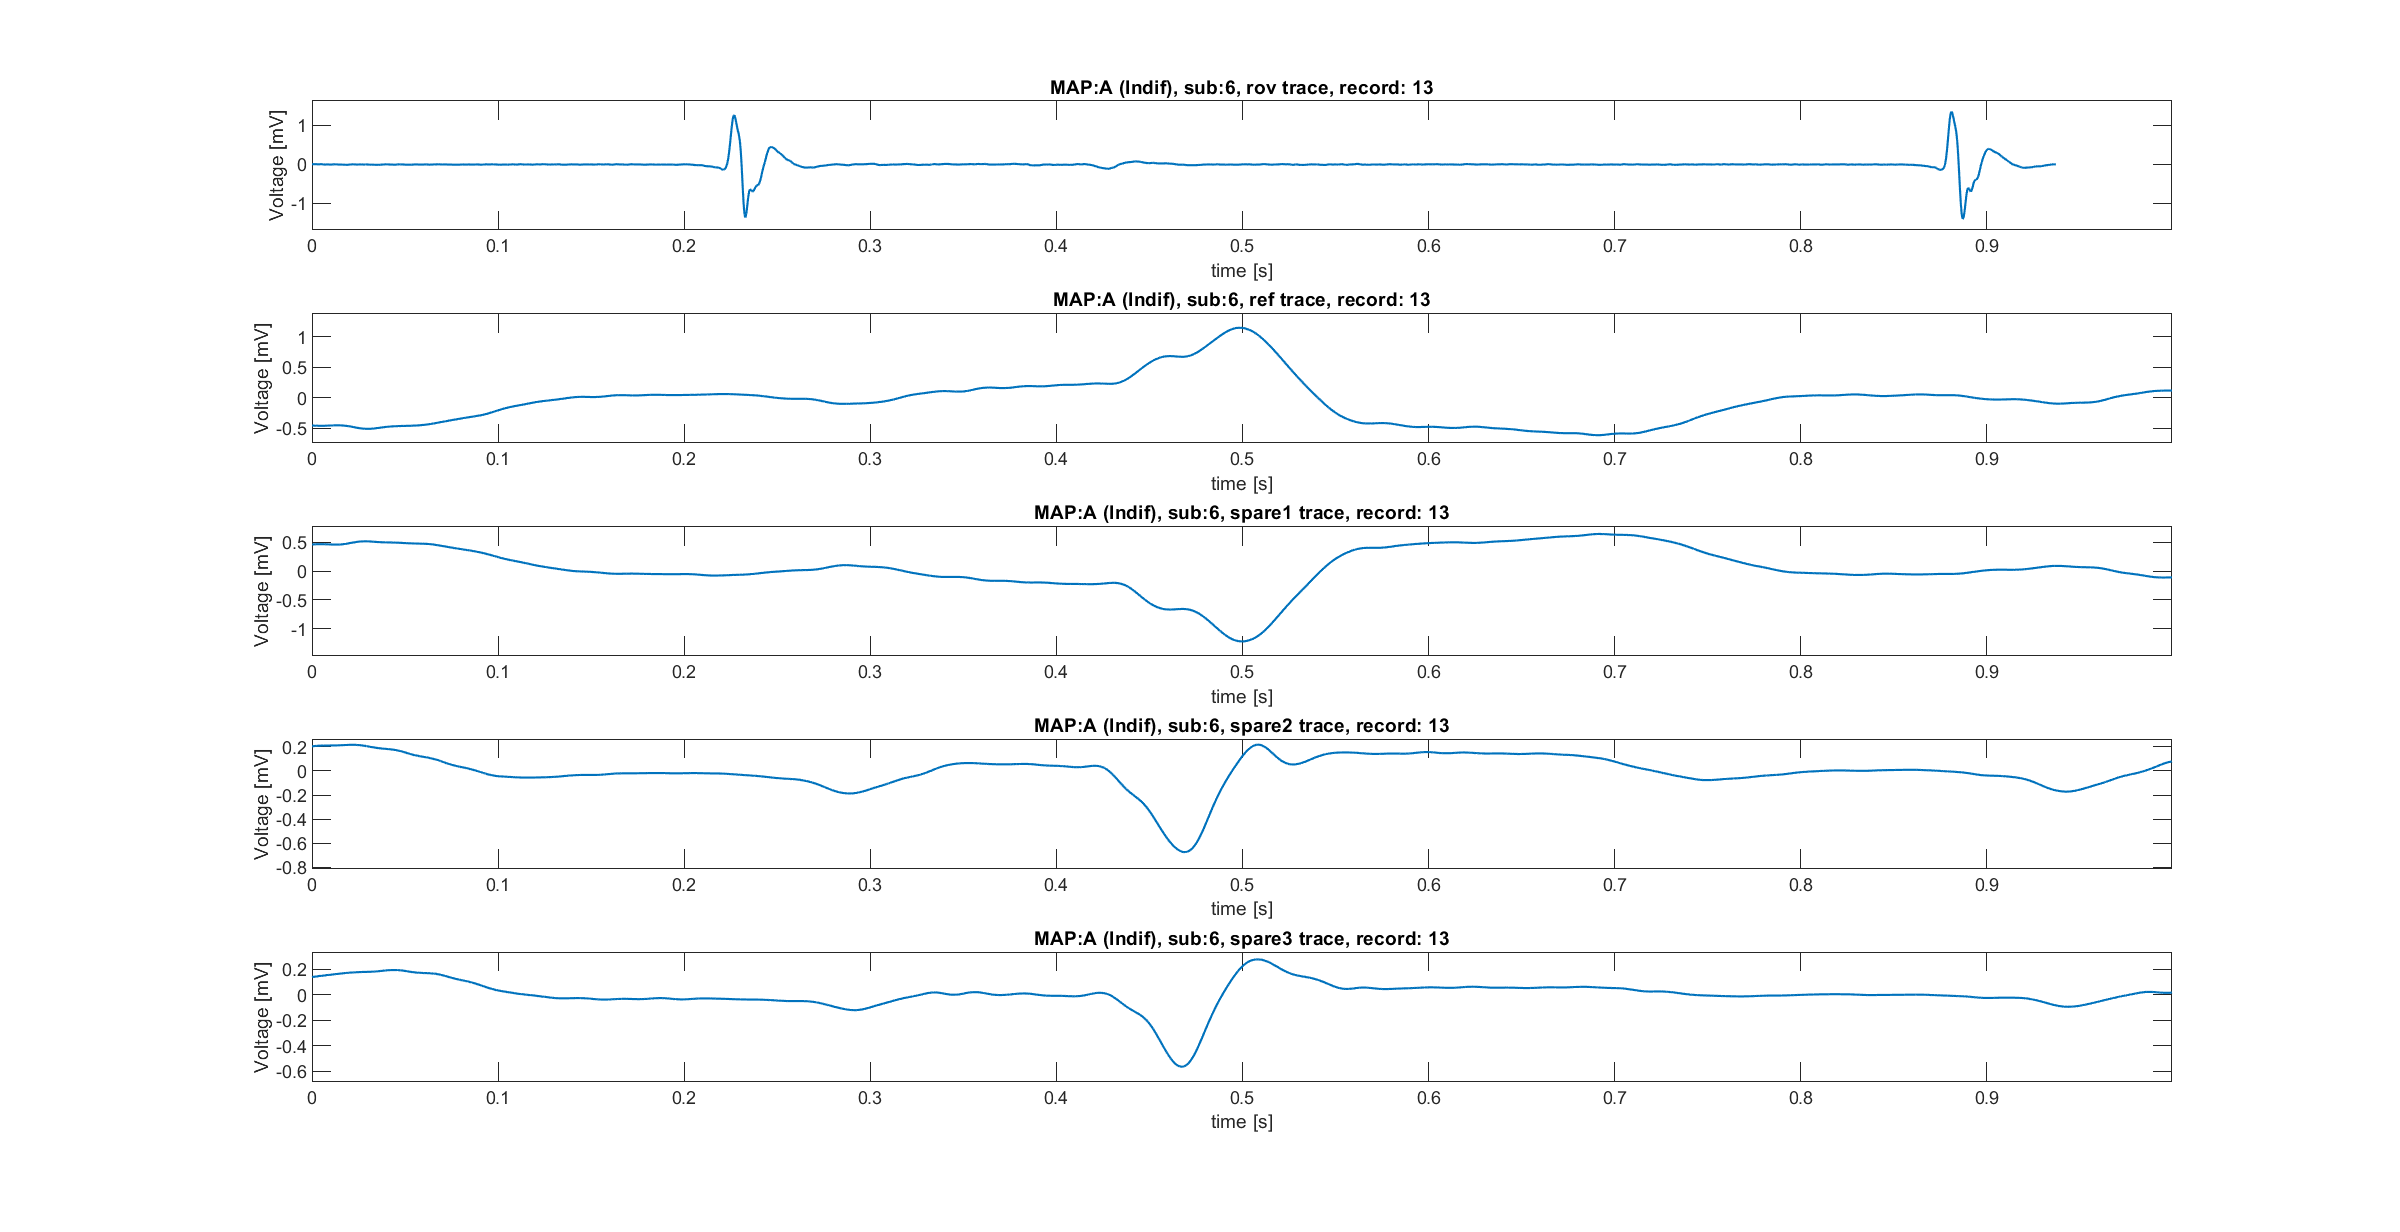 MAP:A (Indif), sub:6, rov trace, record: 13
Voltage [mV]
1
0
-1
0 0.1 0.2 0.3 0.4 0.5 0.6 0.7 0.8 0.9
time [s]
MAP:A (Indif), sub:6, ref trace, record: 13
Voltage [mV]
1
0.5
0
-0.5
0 0.1 0.2 0.3 0.4 0.5 0.6 0.7 0.8 0.9
time [s]
MAP:A (Indif), sub:6, spare1 trace, record: 13
Voltage [mV]
0.5
0
-0.5
-1
0 0.1 0.2 0.3 0.4 0.5 0.6 0.7 0.8 0.9
time [s]
MAP:A (Indif), sub:6, spare2 trace, record: 13
Voltage [mV]
0.2
0
-0.2
-0.4
-0.6
-0.8
0 0.1 0.2 0.3 0.4 0.5 0.6 0.7 0.8 0.9
time [s]
MAP:A (Indif), sub:6, spare3 trace, record: 13
Voltage [mV]
0.2
0
-0.2
-0.4
-0.6
0 0.1 0.2 0.3 0.4 0.5 0.6 0.7 0.8 0.9
time [s]